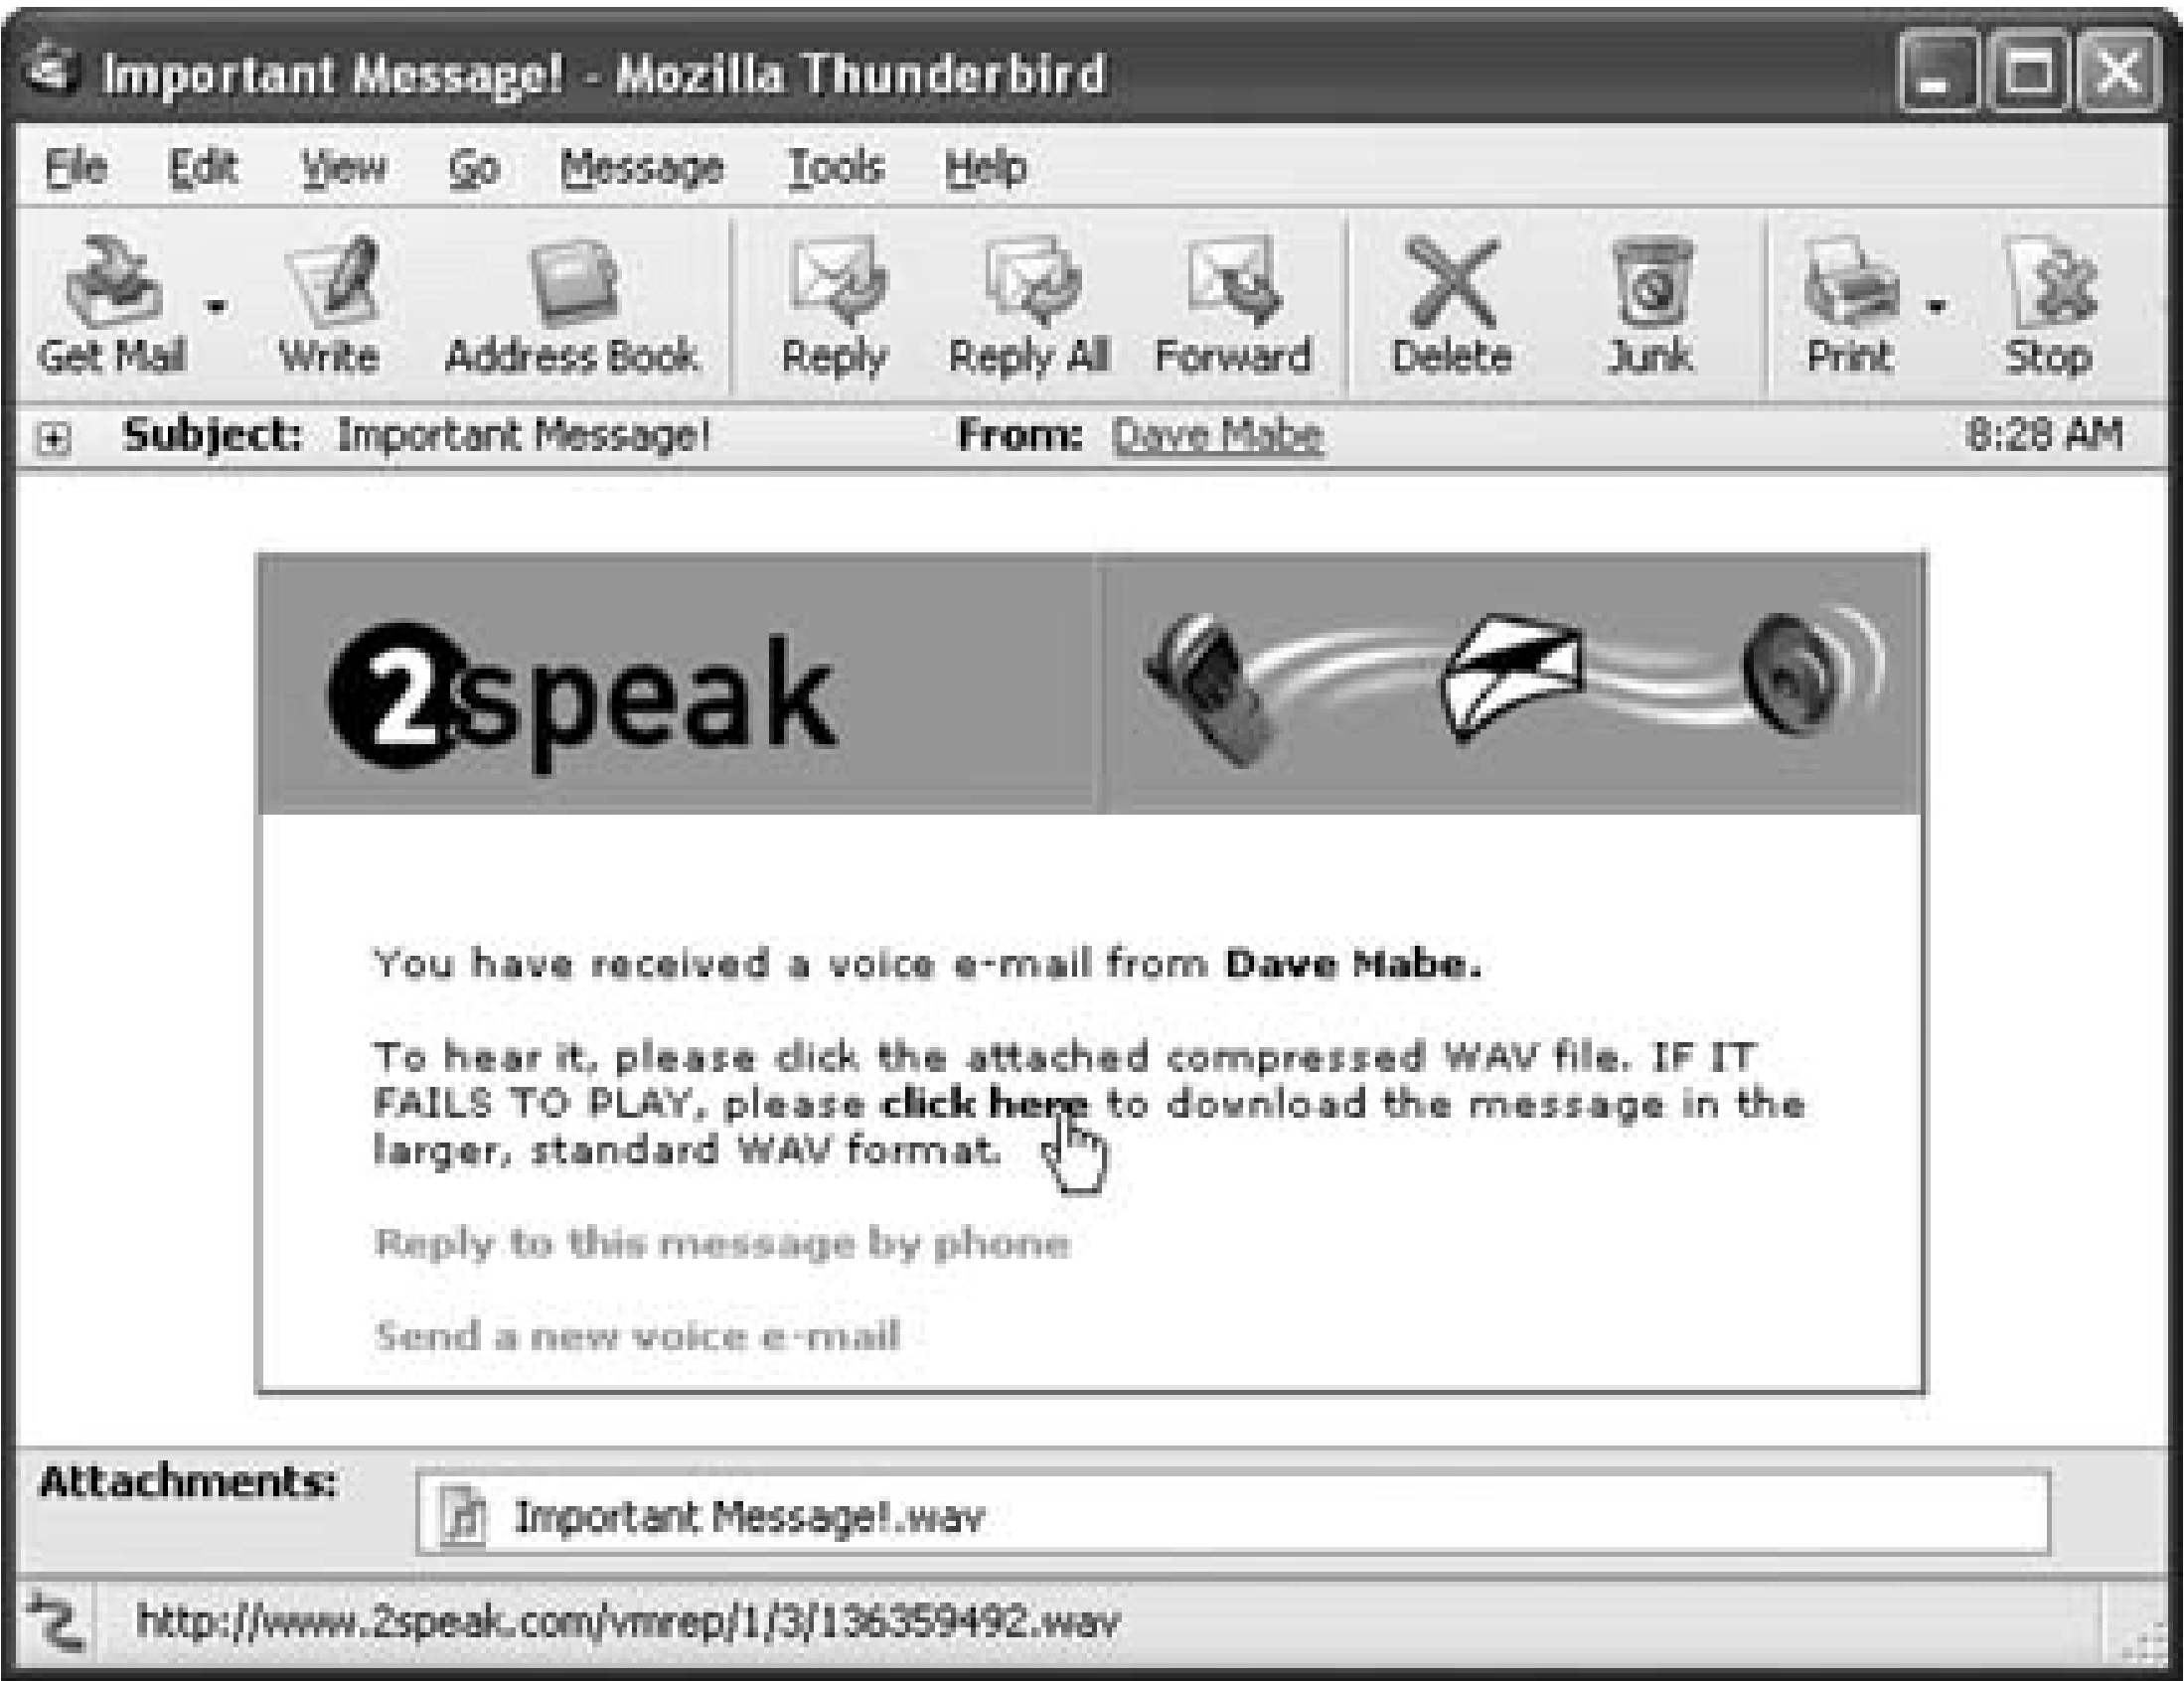 Important Message! - Mozilla Thunderbird
File Edit View Go Message Tools Help
Get Mail Write Address Book Reply Reply All Forward Delete Junk Print Stop
Subject: Important Message! From: Dave Mabe 8:28 AM
2speak
You have received a voice e-mail from Dave Mabe.
To hear it, please click the attached compressed WAV file. IF IT
FAILS TO PLAY, please click here to download the message in the
larger, standard WAV format.
Reply to this message by phone
Send a new voice e-mail
Attachments: Important Message!.wav
http://www.2speak.com/vmrep/1/3/136359492.wav